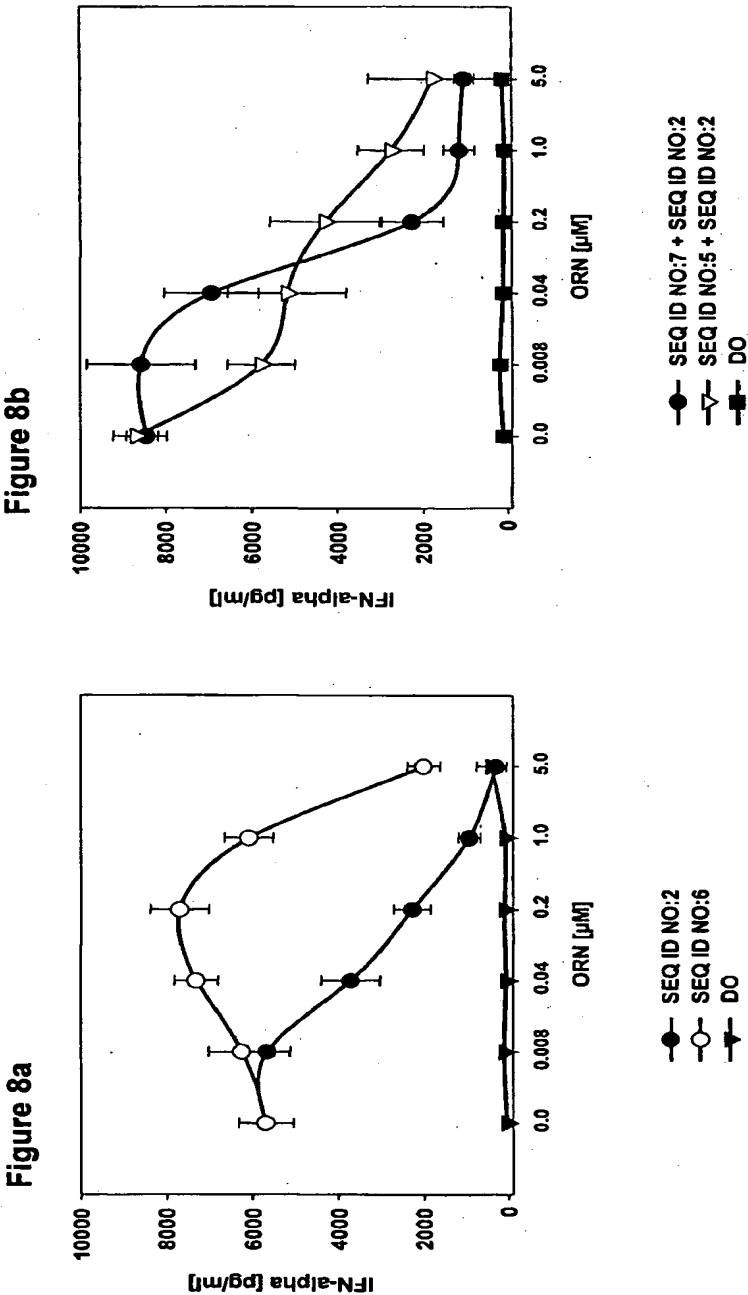 Figure 8a
IFN-alpha [pg/ml]
10000
8000
6000
4000
2000
0
0.0
0.008
0.04
0.2
1.0
5.0
ORN [µM]
SEQ ID NO:2
SEQ ID NO:6
DO
Figure 8b
IFN-alpha [pg/ml]
10000
8000
6000
4000
2000
0
0.0
0.008
0.04
0.2
1.0
5.0
ORN [µM]
SEQ ID NO:7 + SEQ ID NO:2
SEQ ID NO:5 + SEQ ID NO:2
DO